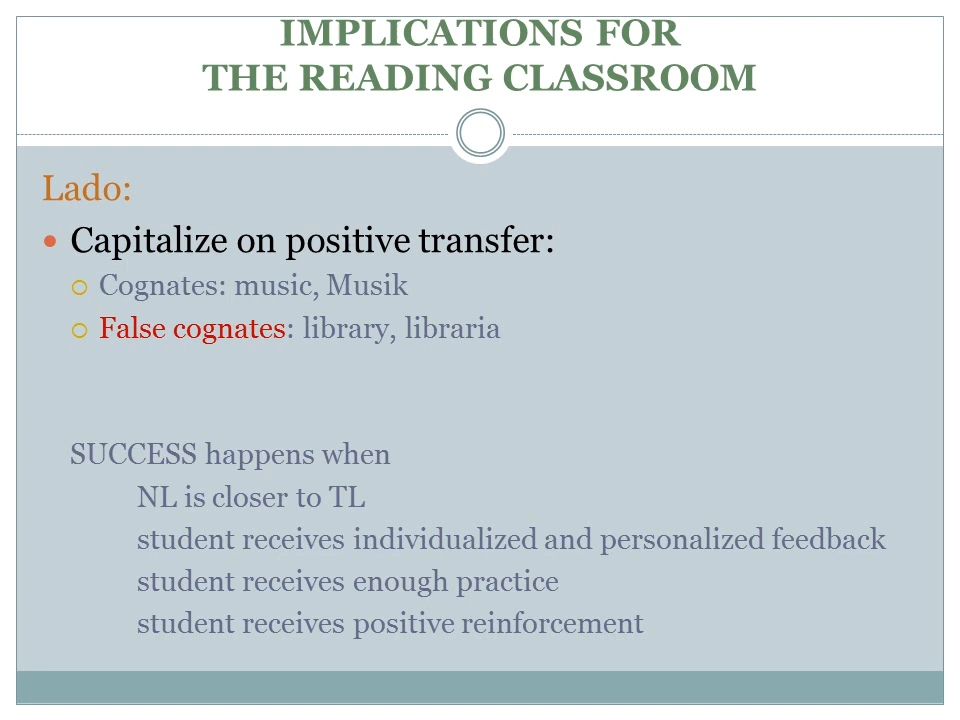 IMPLICATIONS FOR
THE READING CLASSROOM
Lado:
Capitalize on positive transfer:
Cognates: music, Musik
False cognates: library, libraria
SUCCESS happens when
NL is closer to TL
student receives individualized and personalized feedback
student receives enough practice
student receives positive reinforcement